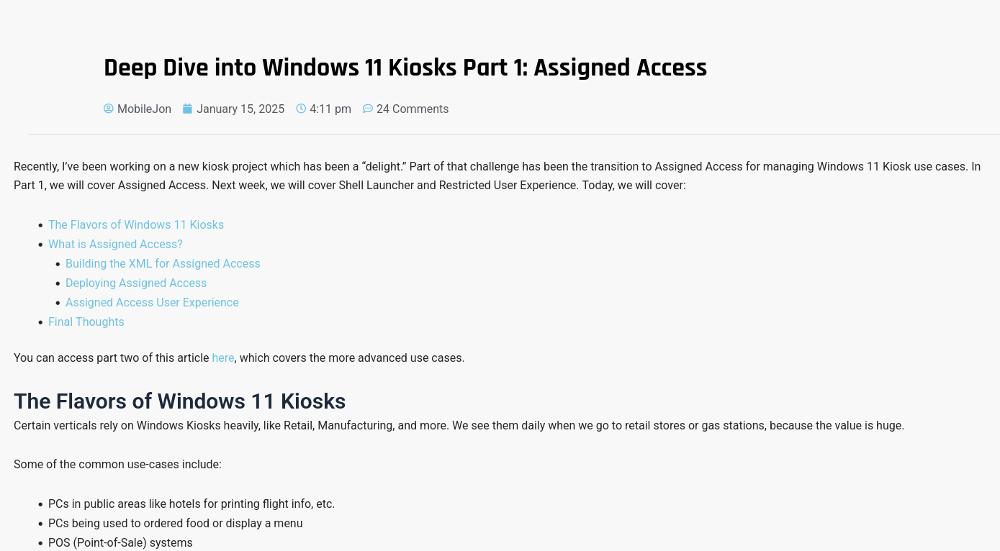 Deep Dive into Windows 11 Kiosks Part 1: Assigned Access
MobileJon January 15, 2025 4:11 pm 24 Comments
Recently, I’ve been working on a new kiosk project which has been a “delight.” Part of that challenge has been the transition to Assigned Access for managing Windows 11 Kiosk use cases. In
Part 1, we will cover Assigned Access. Next week, we will cover Shell Launcher and Restricted User Experience. Today, we will cover:
• The Flavors of Windows 11 Kiosks
• What is Assigned Access?
• Building the XML for Assigned Access
• Deploying Assigned Access
• Assigned Access User Experience
• Final Thoughts
You can access part two of this article here, which covers the more advanced use cases.
The Flavors of Windows 11 Kiosks
Certain verticals rely on Windows Kiosks heavily, like Retail, Manufacturing, and more. We see them daily when we go to retail stores or gas stations, because the value is huge.
Some of the common use-cases include:
• PCs in public areas like hotels for printing flight info, etc.
• PCs being used to ordered food or display a menu
• POS (Point-of-Sale) systems